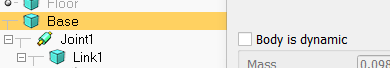 Floor
Base
Joint1
Link1
Body is dynamic
Mass